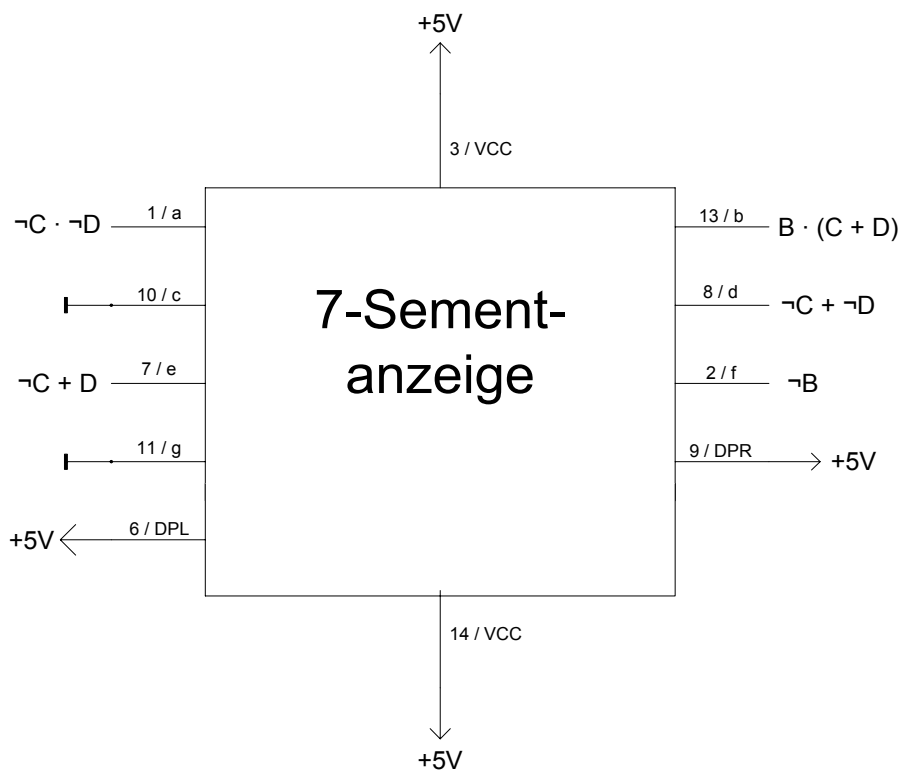 +5V
3 / VCC
¬C · ¬D
1 / a
13 / b
B · (C + D)
10 / c
7-Sement-
anzeige
8 / d
¬C + ¬D
¬C + D
7 / e
2 / f
¬B
11 / g
9 / DPR
+5V
+5V
6 / DPL
14 / VCC
+5V